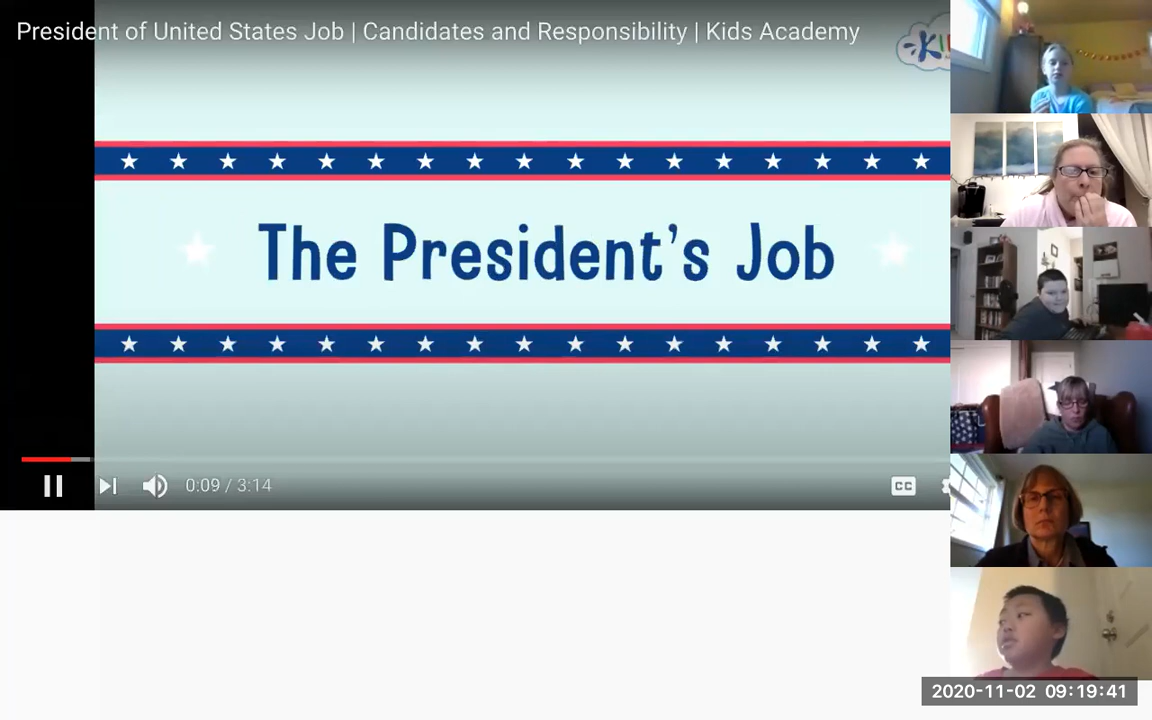 President of United States Job | Candidates and Responsibility | Kids Academy
The President's Job
0:09 / 3:14
CC
2020-11-02 09:19:41